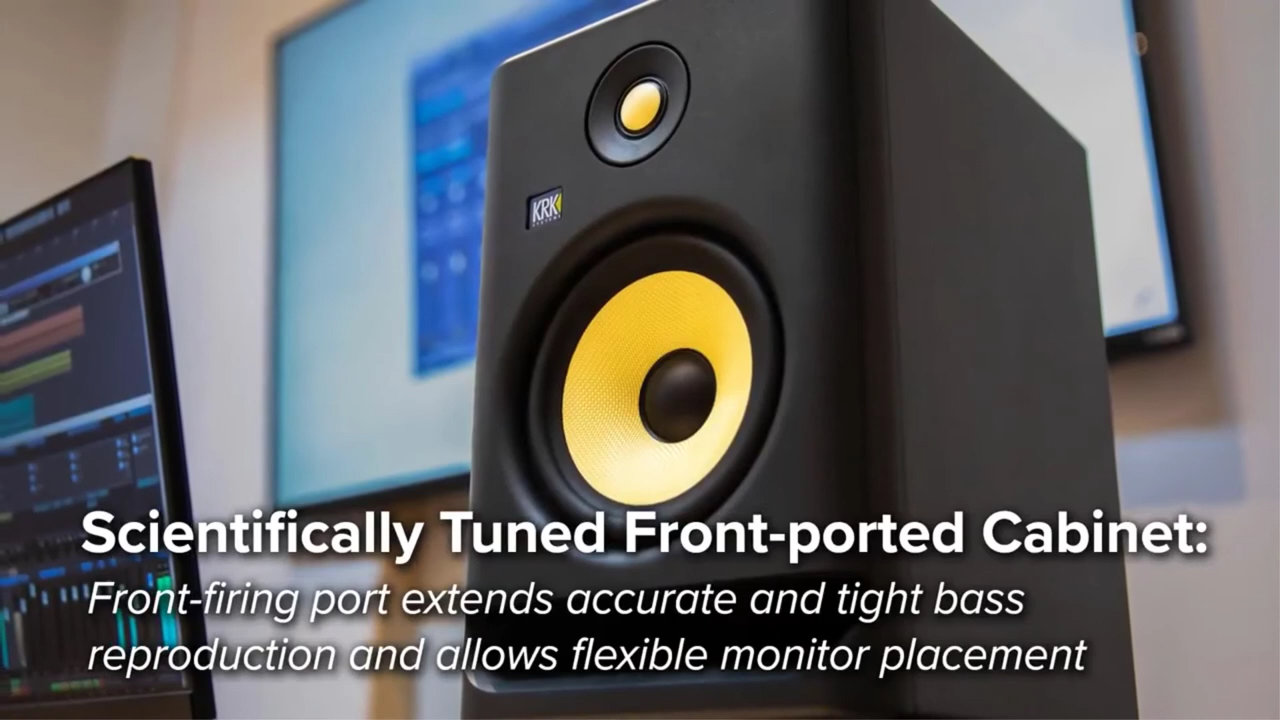 KRK
SYSTEMS
Scientifically Tuned Front-ported Cabinet:
Front-firing port extends accurate and tight bass
reproduction and allows flexible monitor placement